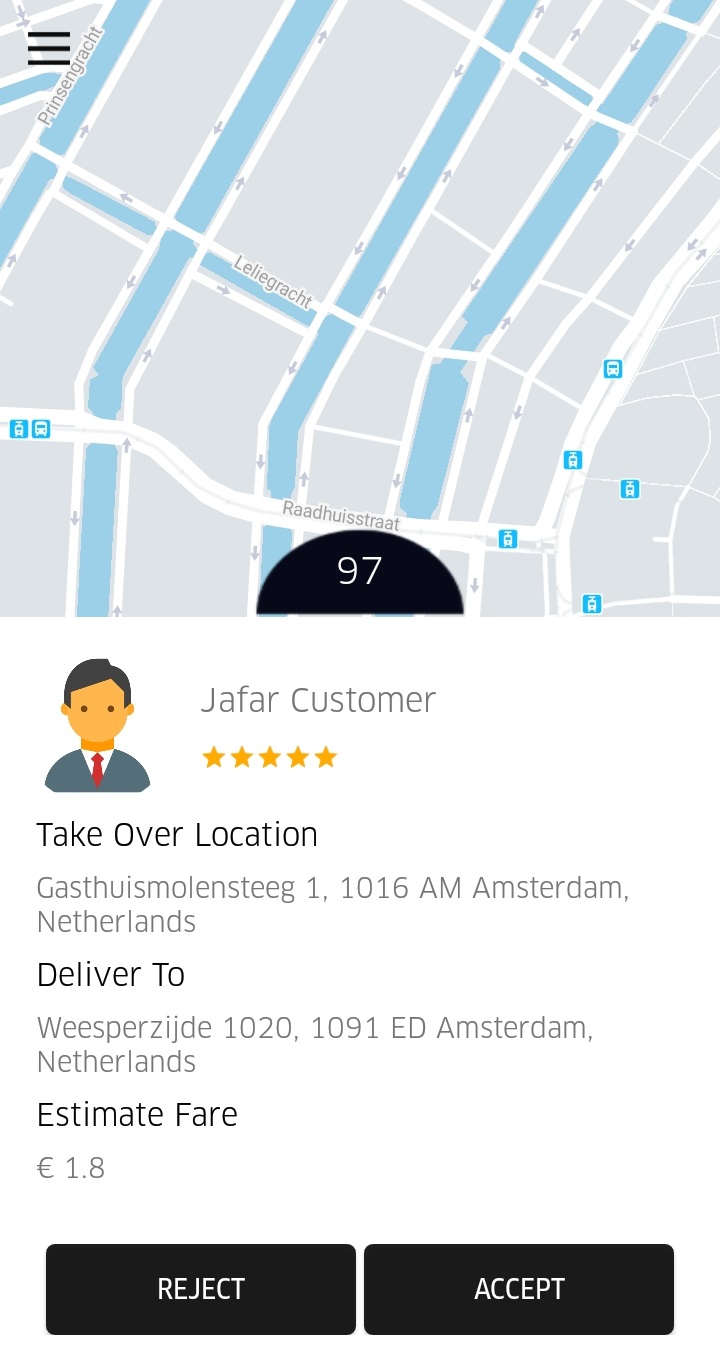 Prinsengracht
Leliegracht
Raadhuisstraat
97
Jafar Customer
Take Over Location
Gasthuismolensteeg 1, 1016 AM Amsterdam,
Netherlands
Deliver To
Weesperzijde 1020, 1091 ED Amsterdam,
Netherlands
Estimate Fare
€ 1.8
REJECT
ACCEPT